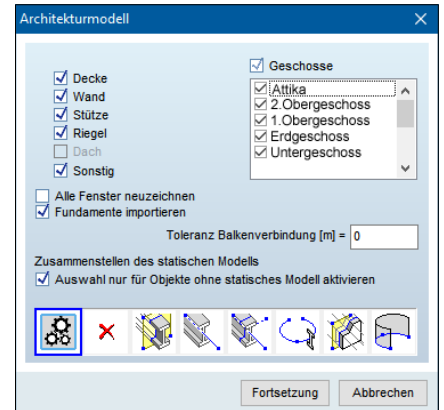 Architekturmodell
Decke
Wand
Stütze
Riegel
Dach
Sonstig
Geschosse
Attika
2.Obergeschoss
1.Obergeschoss
Erdgeschoss
Untergeschoss
Alle Fenster neuzeichnen
Fundamente importieren
Toleranz Balkenverbindung [m] = 0
Zusammenstellen des statischen Modells
Auswahl nur für Objekte ohne statisches Modell aktivieren
Fortsetzung Abbrechen